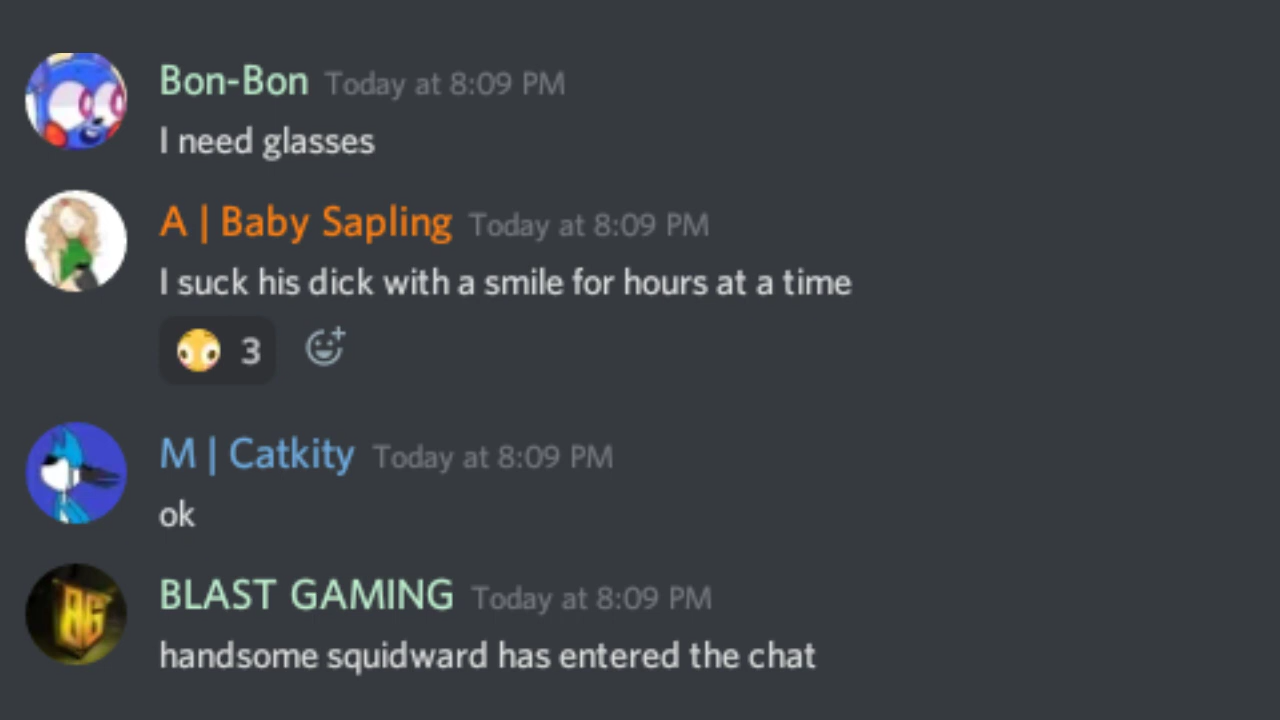 Bon-Bon Today at 8:09 PM
I need glasses
A | Baby Sapling Today at 8:09 PM
I suck his dick with a smile for hours at a time
3
M | Catkity Today at 8:09 PM
ok
BLAST GAMING Today at 8:09 PM
BG
handsome squidward has entered the chat